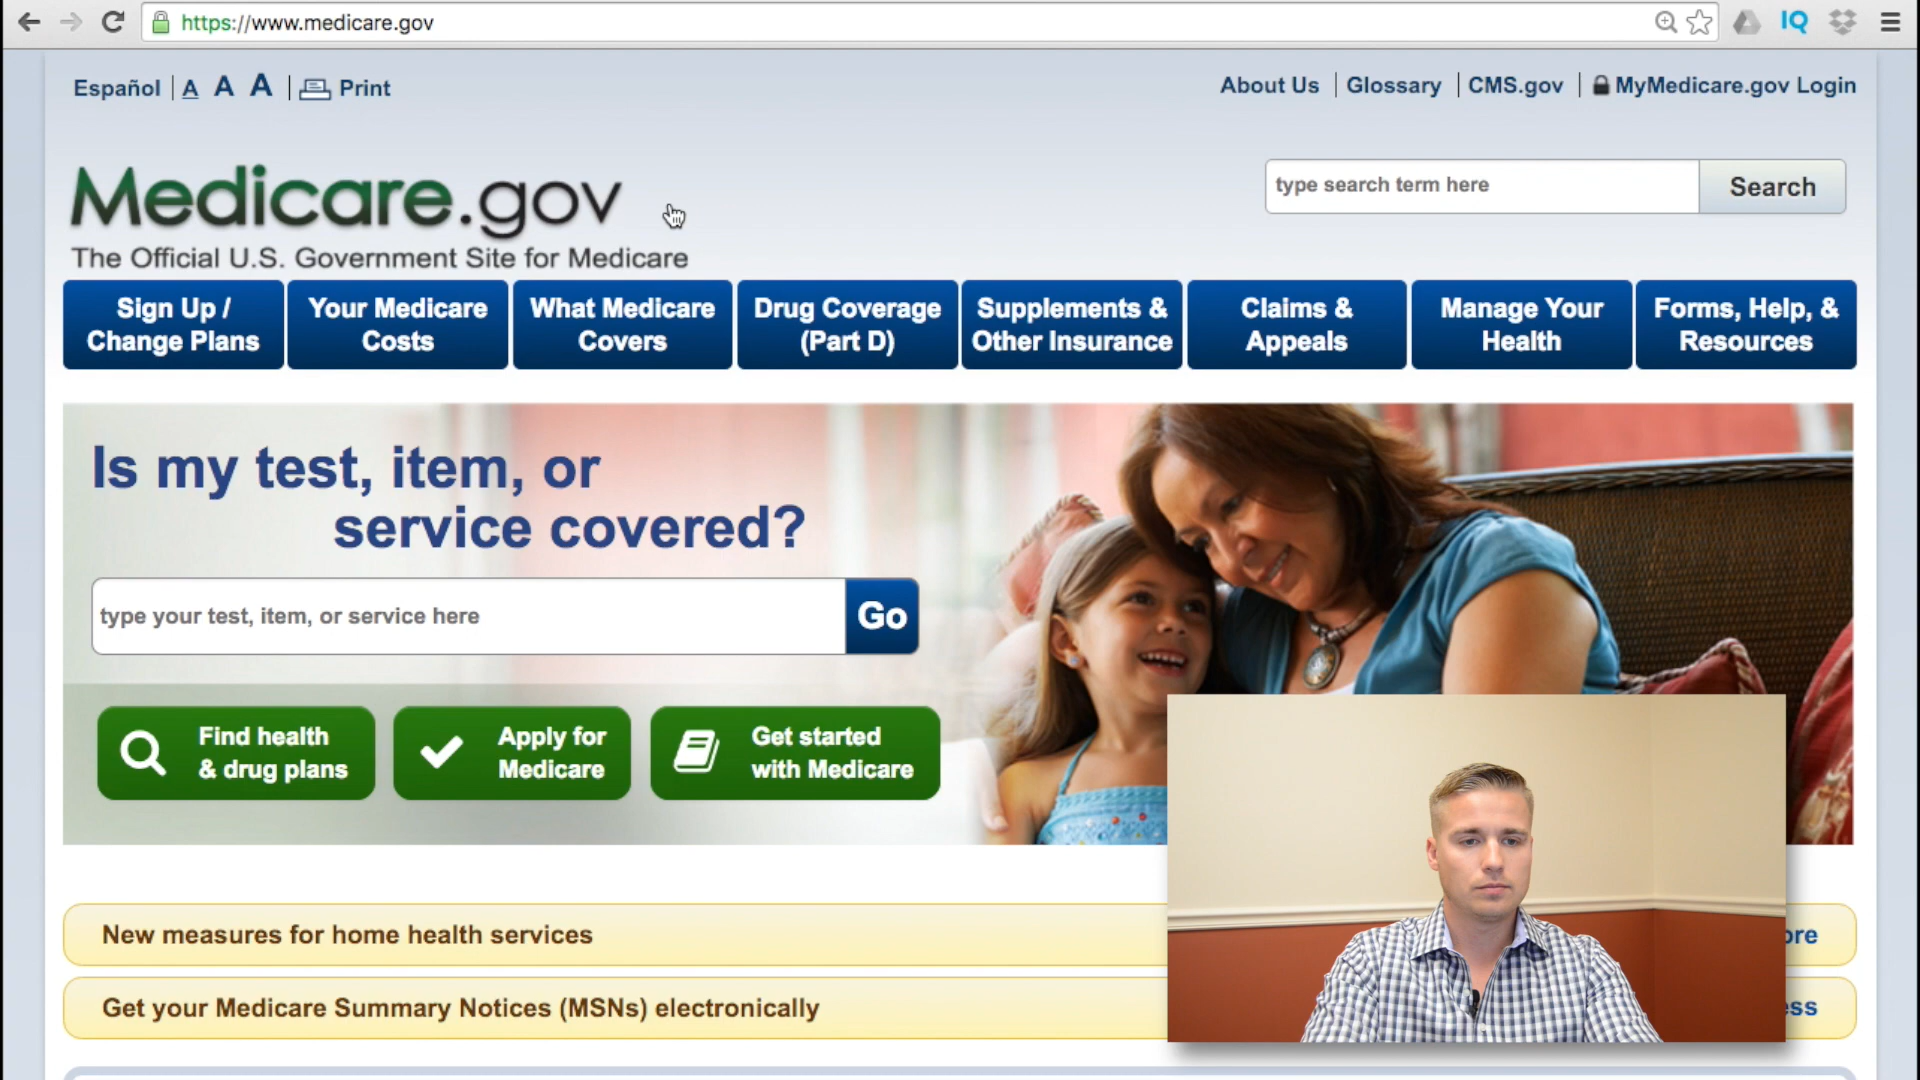 https://www.medicare.gov
IQ
Español A A A Print
About Us Glossary CMS.gov MyMedicare.gov Login
Medicare.gov
The Official U.S. Government Site for Medicare
type search term here Search
Sign Up /
Change Plans
Your Medicare
Costs
What Medicare
Covers
Drug Coverage
(Part D)
Supplements &
Other Insurance
Claims &
Appeals
Manage Your
Health
Forms, Help, &
Resources
Is my test, item, or
service covered?
type your test, item, or service here Go
Find health
& drug plans
Apply for
Medicare
Get started
with Medicare
New measures for home health services
Get your Medicare Summary Notices (MSNs) electronically